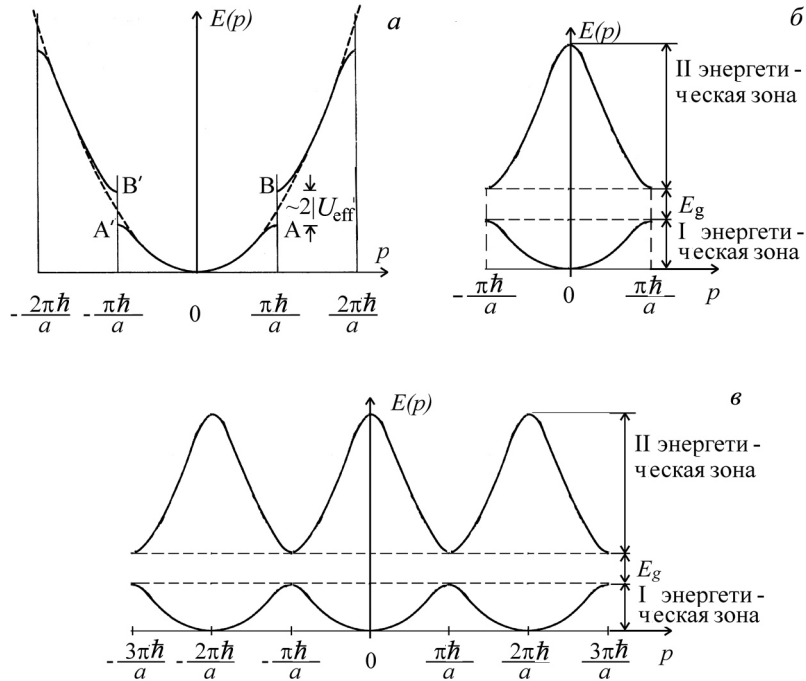 E(p)
а
B′
B
~2|U_eff|
A′
A
p
-2πħ/a -πħ/a 0 πħ/a 2πħ/a
б
E(p)
II энергети-
ческая зона
E_g
I энергети-
ческая зона
-πħ/a 0 πħ/a p
в
E(p)
II энергети-
ческая зона
E_g
I энергети-
ческая зона
-3πħ/a -2πħ/a -πħ/a 0 πħ/a 2πħ/a 3πħ/a p